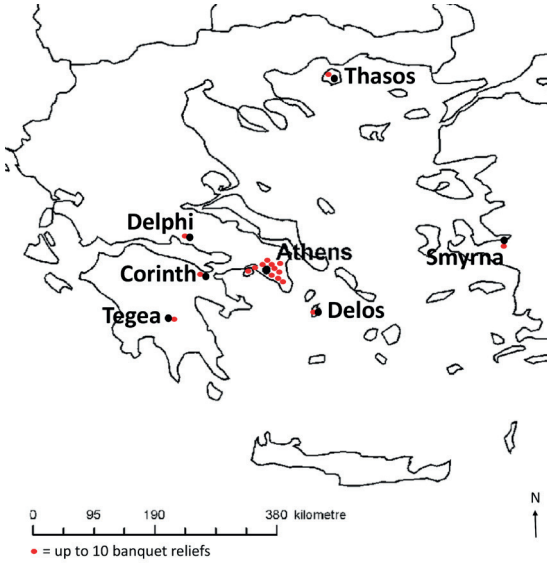 Thasos
Delphi
Athens
Smyrna
Corinth
Tegea
Delos
N
0 95 190 380 kilometre
= up to 10 banquet reliefs